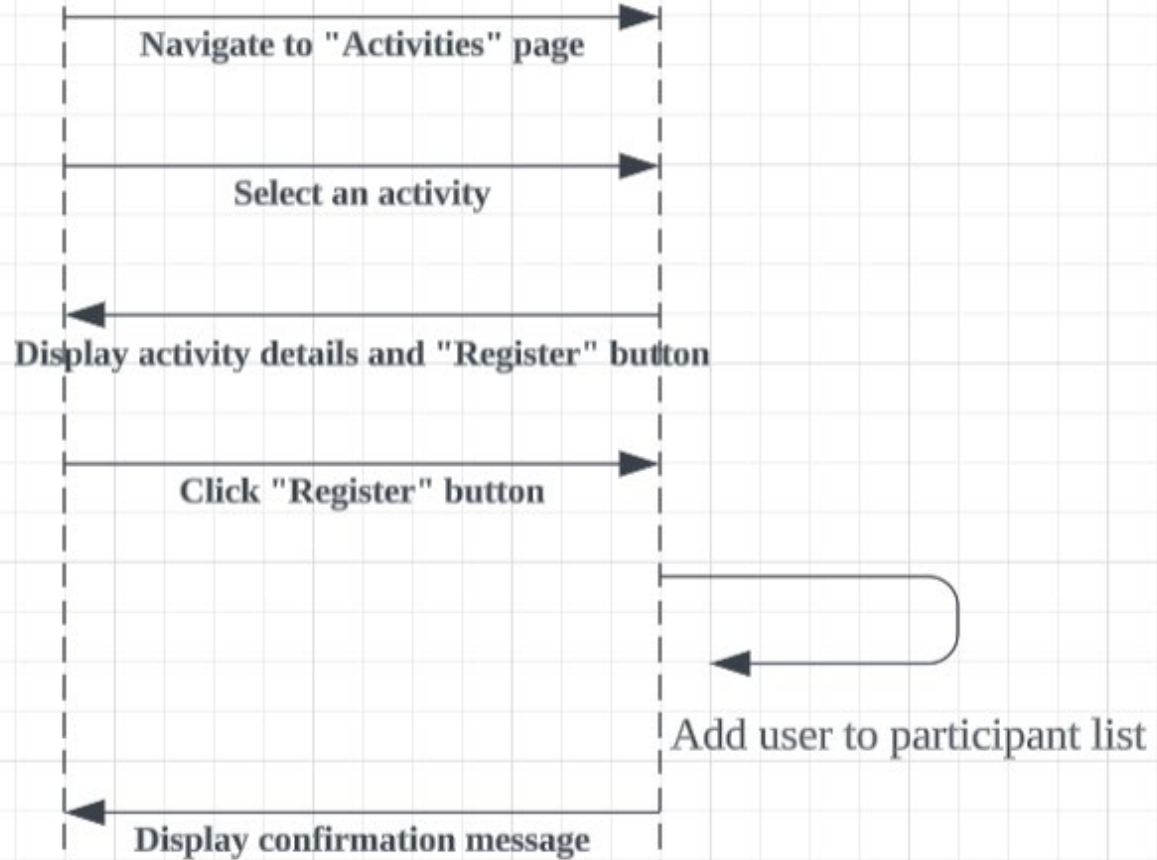 Navigate to "Activities" page
Select an activity
Display activity details and "Register" button
Click "Register" button
Add user to participant list
Display confirmation message